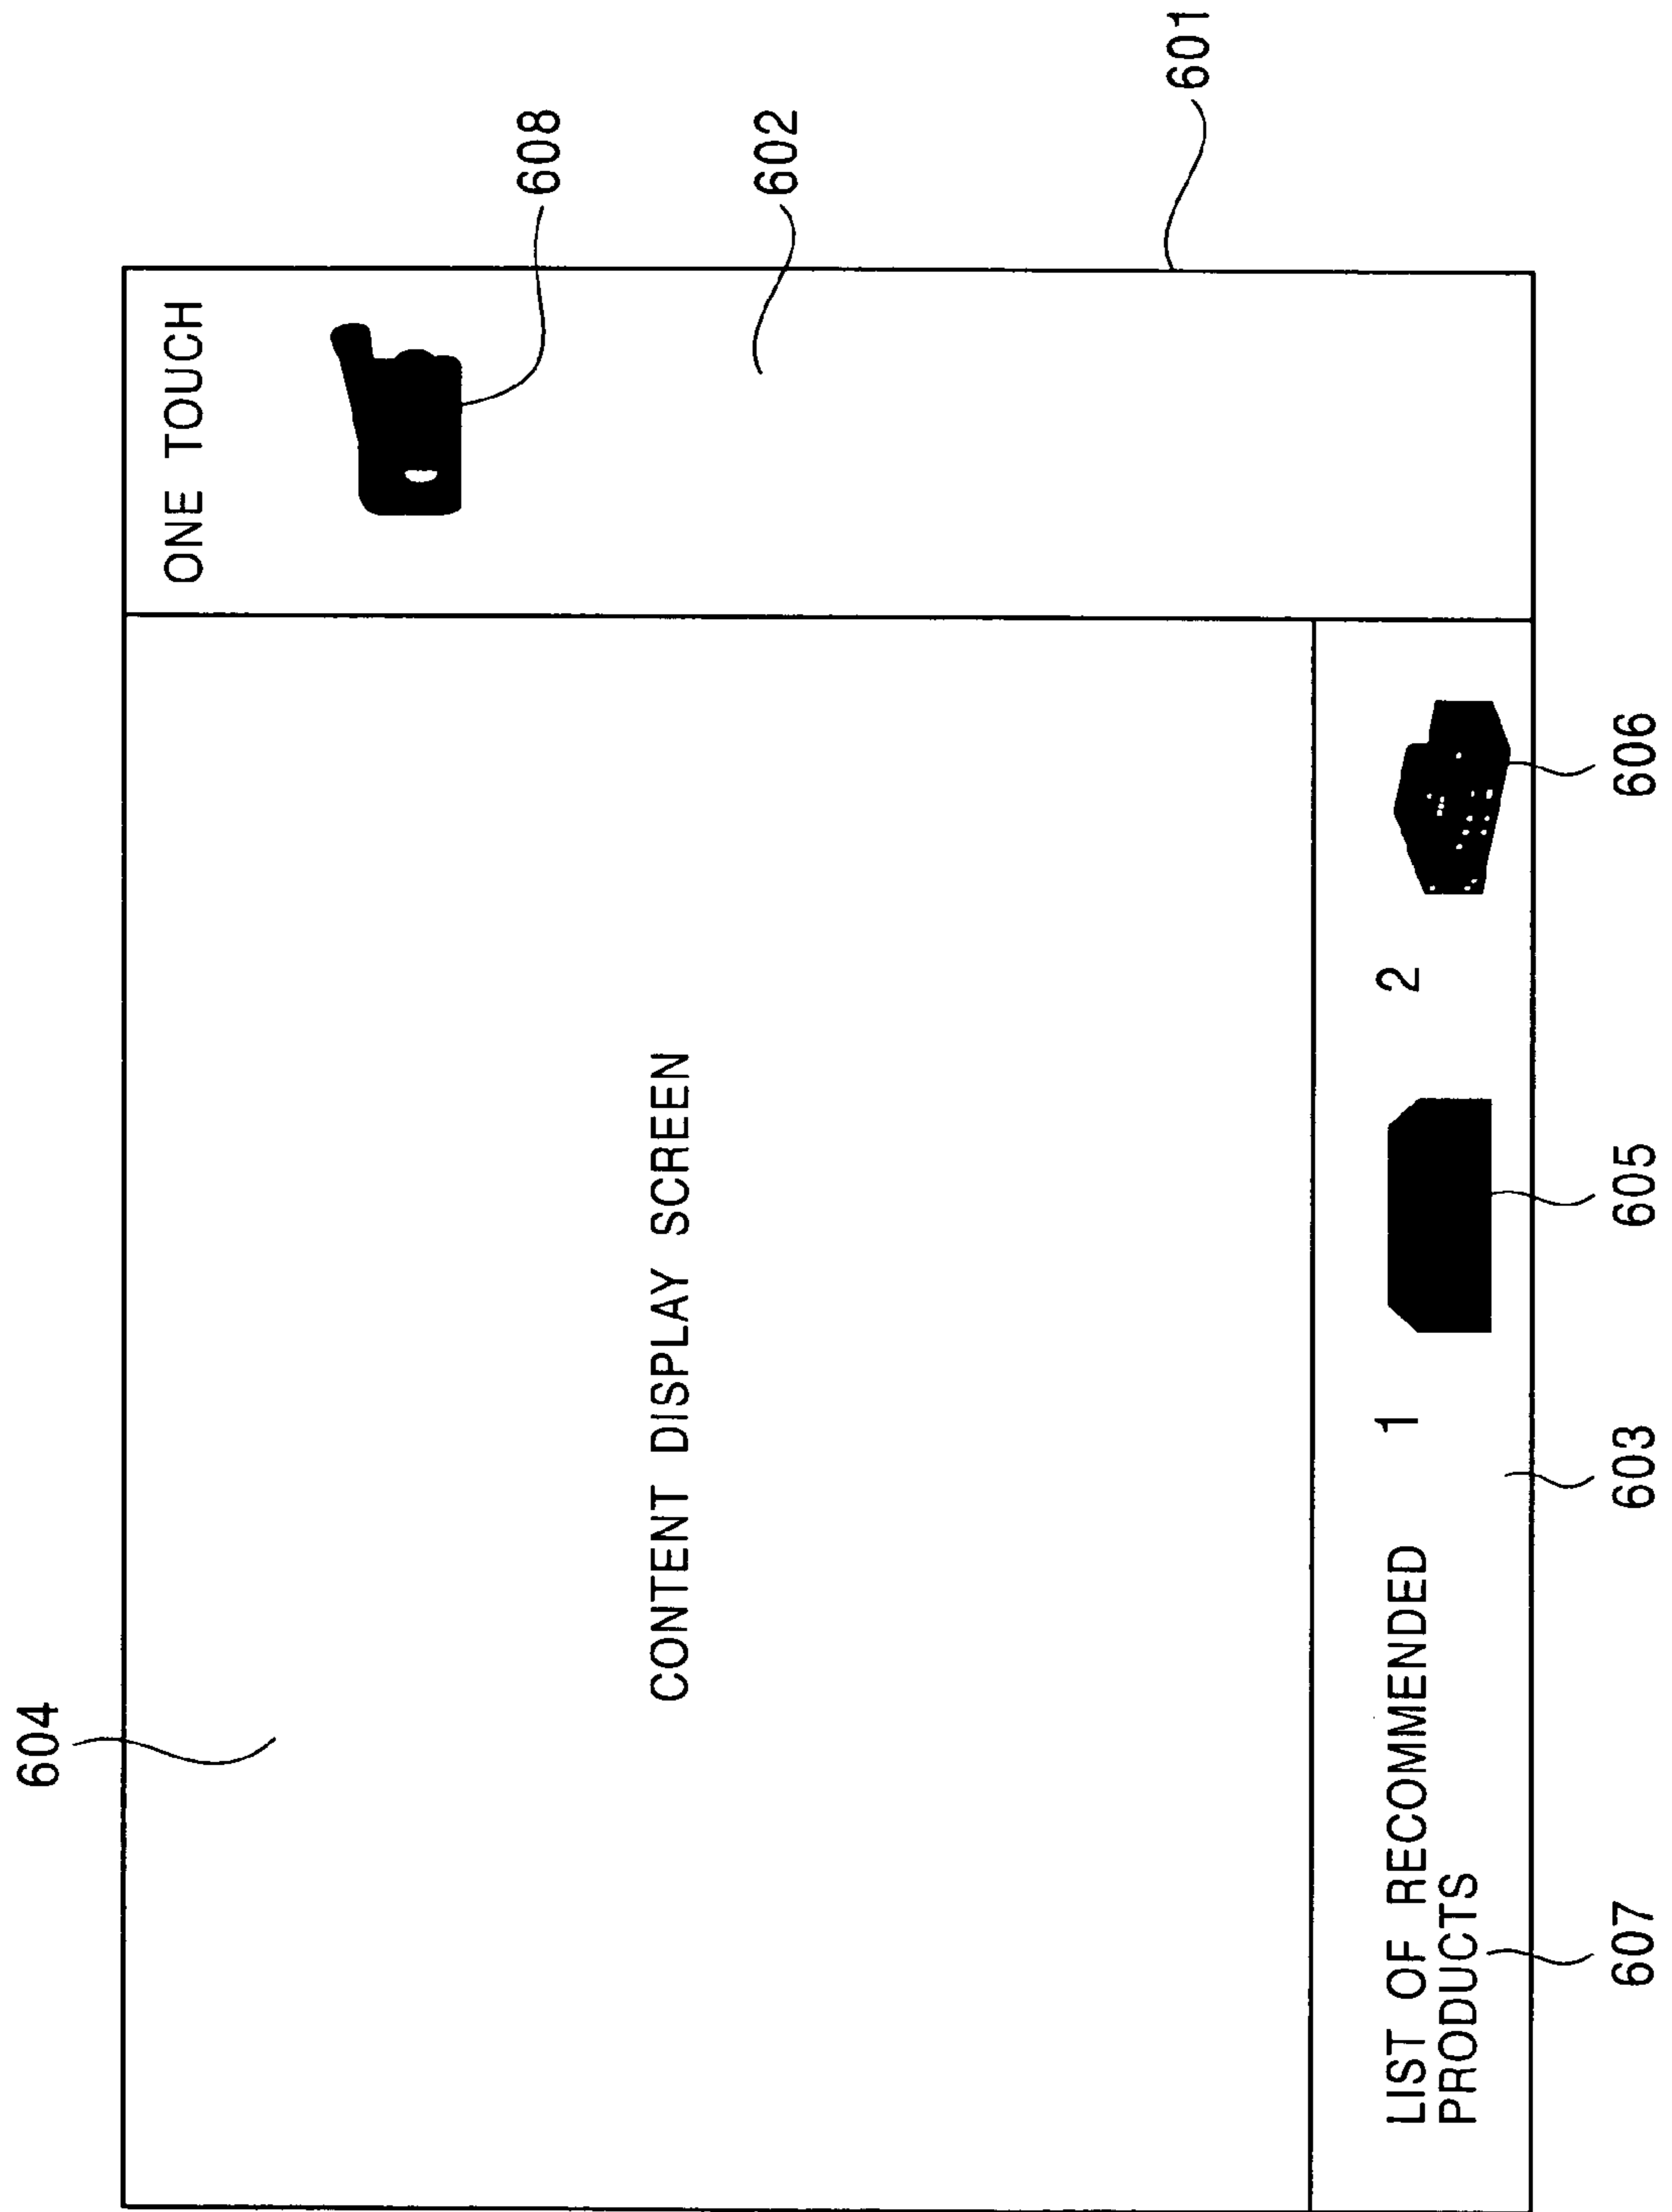 604
ONE TOUCH
608
CONTENT DISPLAY SCREEN
602
601
LIST OF RECOMMENDED
PRODUCTS
1
2
607
603
605
606